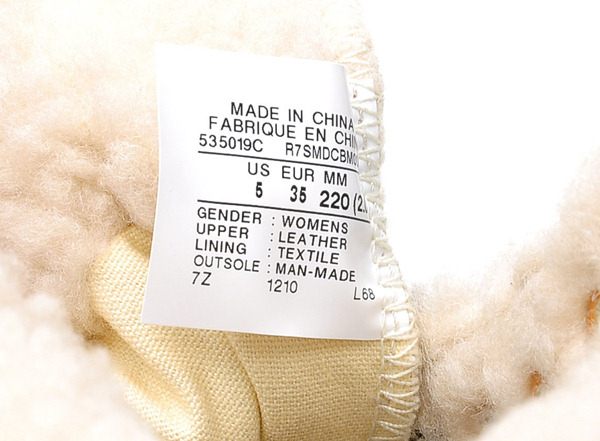 MADE IN CHINA
FABRIQUE EN CHIN
535019C R7SMDCBM
US EUR MM
5 35 220 (2.
GENDER : WOMENS
UPPER : LEATHER
LINING : TEXTILE
OUTSOLE : MAN-MADE
7Z 1210 L68